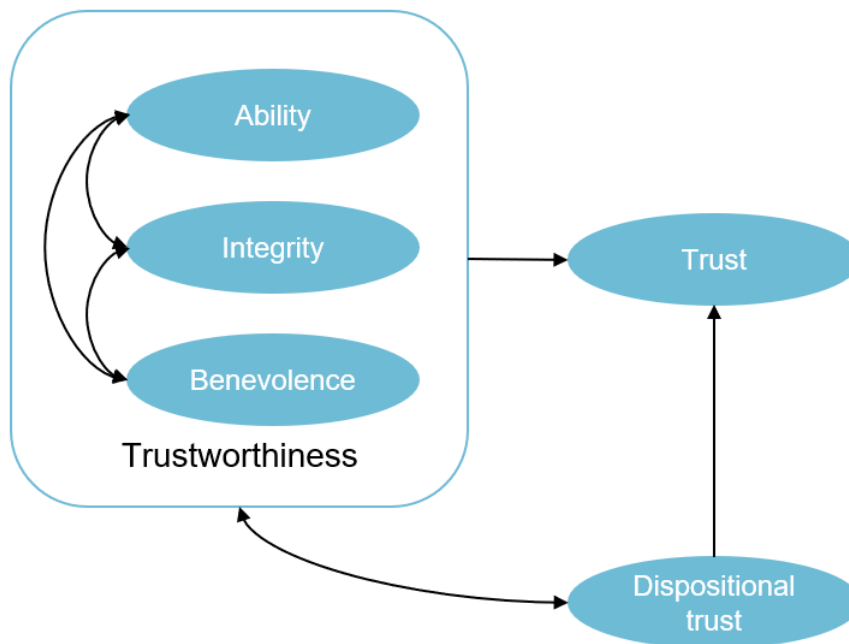 Ability
Integrity
Benevolence
Trustworthiness
Trust
Dispositional
trust